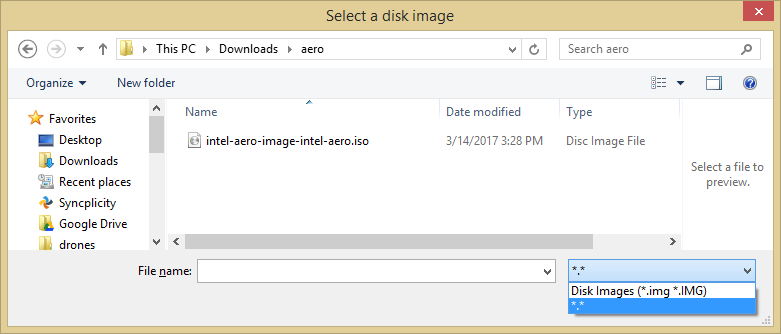 Select a disk image
This PC Downloads aero
Search aero
Organize New folder
Name Date modified Type
Favorites
Desktop
Downloads
Recent places
Syncplicity
Google Drive
drones
intel-aero-image-intel-aero.iso 3/14/2017 3:28 PM Disc Image File
Select a file to
preview.
File name:
*.*
Disk Images (*.img *.IMG)
*.*